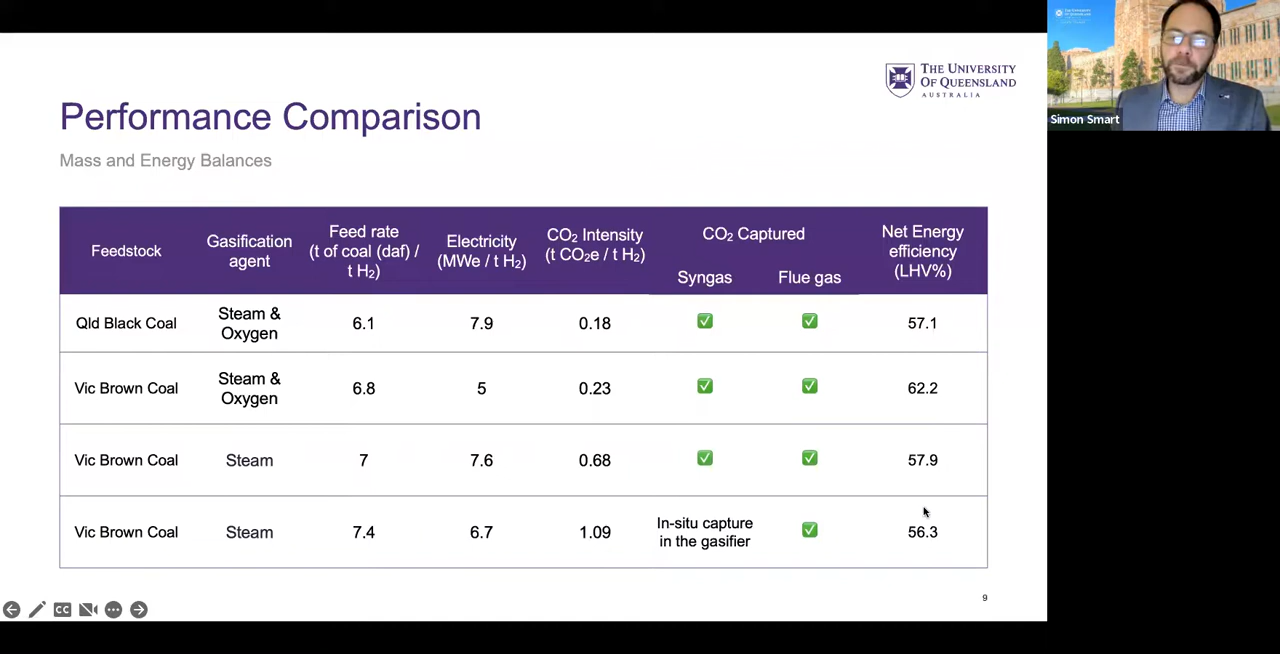 THE UNIVERSITY
OF QUEENSLAND
AUSTRALIA
Simon Smart
Performance Comparison
Mass and Energy Balances
Feedstock
Gasification
agent
Feed rate
(t of coal (daf) /
t H₂)
Electricity
(MWe / t H₂)
CO₂ Intensity
(t CO₂e / t H₂)
CO₂ Captured
Syngas
Flue gas
Net Energy
efficiency
(LHV%)
Qld Black Coal
Steam &
Oxygen
6.1
7.9
0.18
57.1
Vic Brown Coal
Steam &
Oxygen
6.8
5
0.23
62.2
Vic Brown Coal
Steam
7
7.6
0.68
57.9
Vic Brown Coal
Steam
7.4
6.7
1.09
In-situ capture
in the gasifier
56.3
9
CC